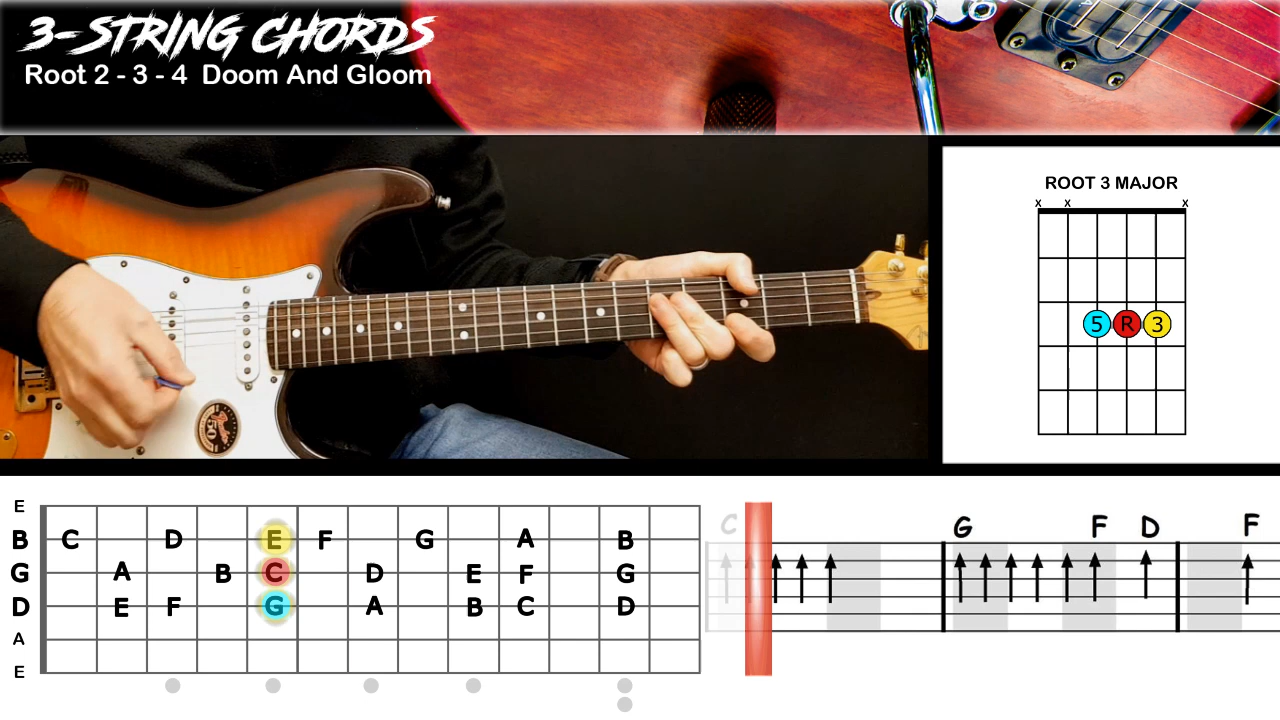 3-STRING CHORDS
Root 2 - 3 - 4 Doom And Gloom
ROOT 3 MAJOR
x x x
5 R 3
E
B C D E F G A B
G A B C D E F G
D E F G A B C D
A
E
C G F D F